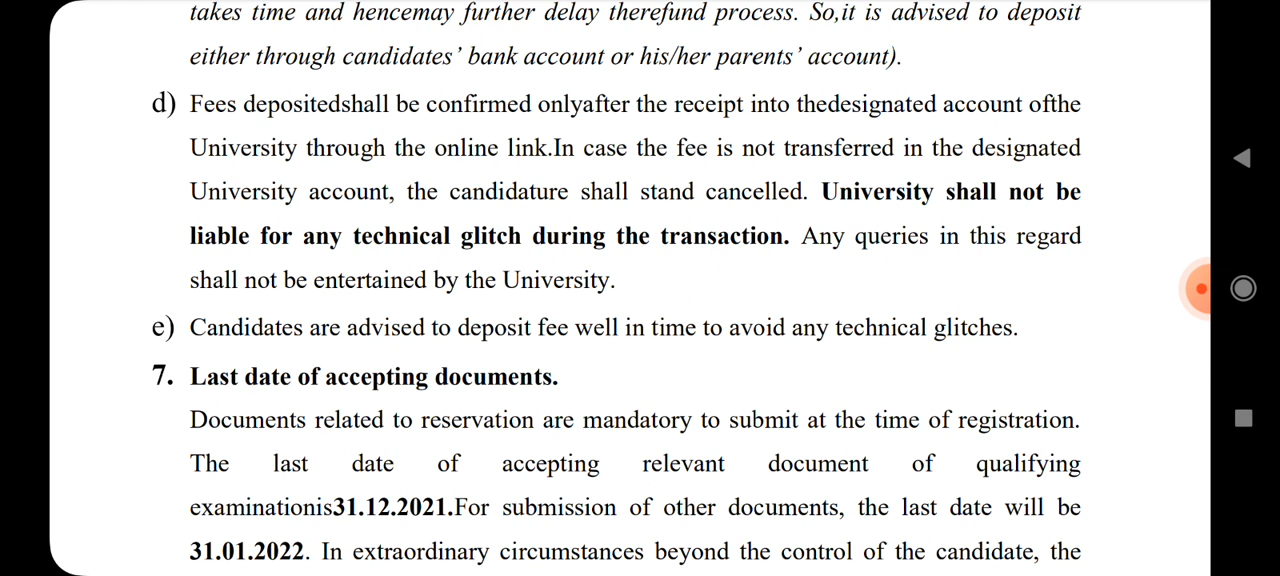 takes time and hencemay further delay therefund process. So,it is advised to deposit
either through candidates’ bank account or his/her parents’ account).
d) Fees depositedshall be confirmed onlyafter the receipt into thedesignated account ofthe
University through the online link.In case the fee is not transferred in the designated
University account, the candidature shall stand cancelled. University shall not be
liable for any technical glitch during the transaction. Any queries in this regard
shall not be entertained by the University.
e) Candidates are advised to deposit fee well in time to avoid any technical glitches.
7. Last date of accepting documents.
Documents related to reservation are mandatory to submit at the time of registration.
The last date of accepting relevant document of qualifying
examinationis31.12.2021.For submission of other documents, the last date will be
31.01.2022. In extraordinary circumstances beyond the control of the candidate, the